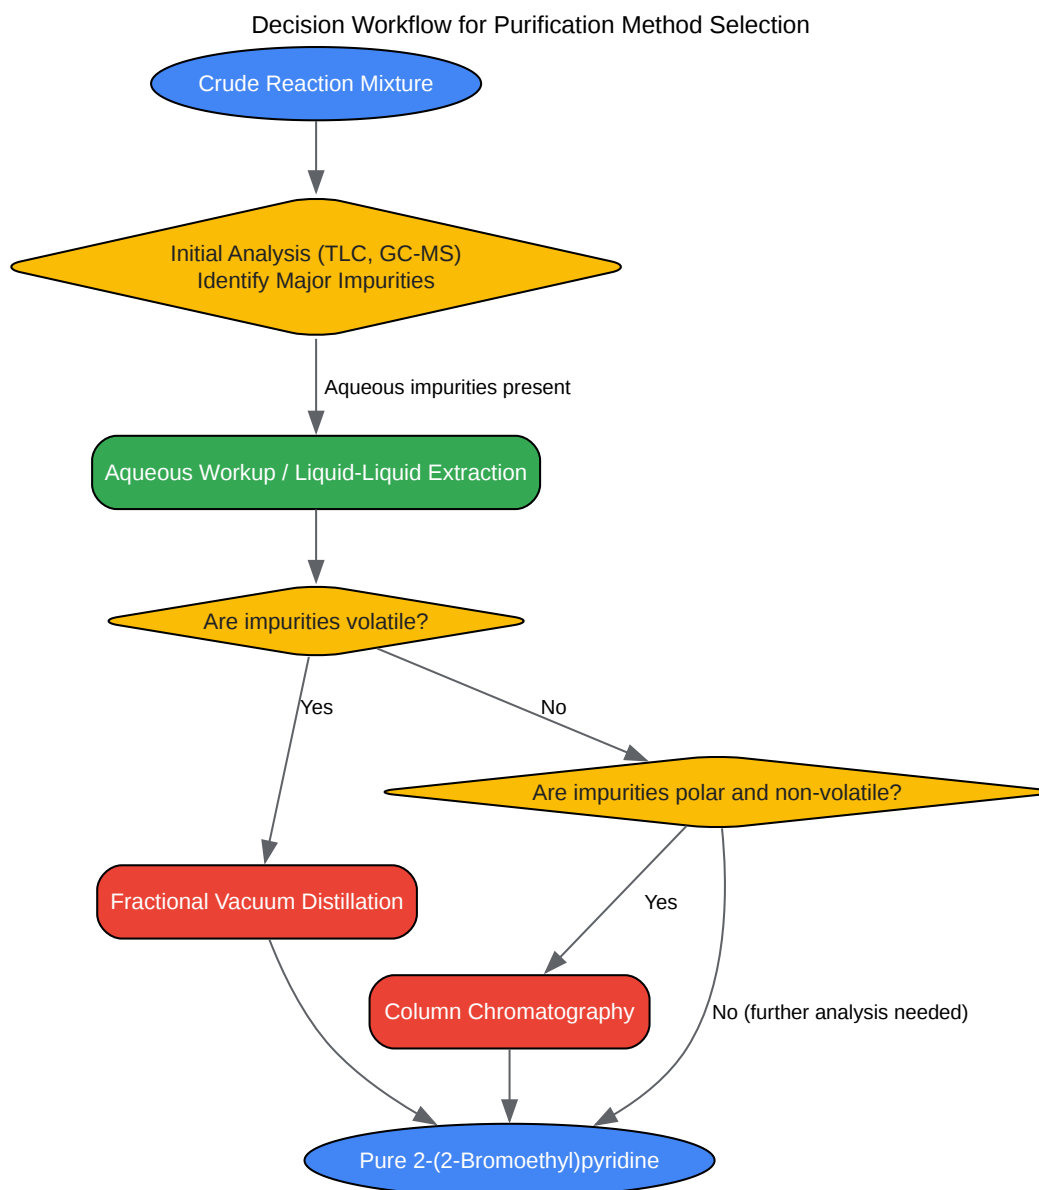 Decision Workflow for Purification Method Selection
Crude Reaction Mixture
Initial Analysis (TLC, GC-MS)
Identify Major Impurities
Aqueous impurities present
Aqueous Workup / Liquid-Liquid Extraction
Are impurities volatile?
Yes
No
Are impurities polar and non-volatile?
Fractional Vacuum Distillation
Yes
Column Chromatography
No (further analysis needed)
Pure 2-(2-Bromoethyl)pyridine